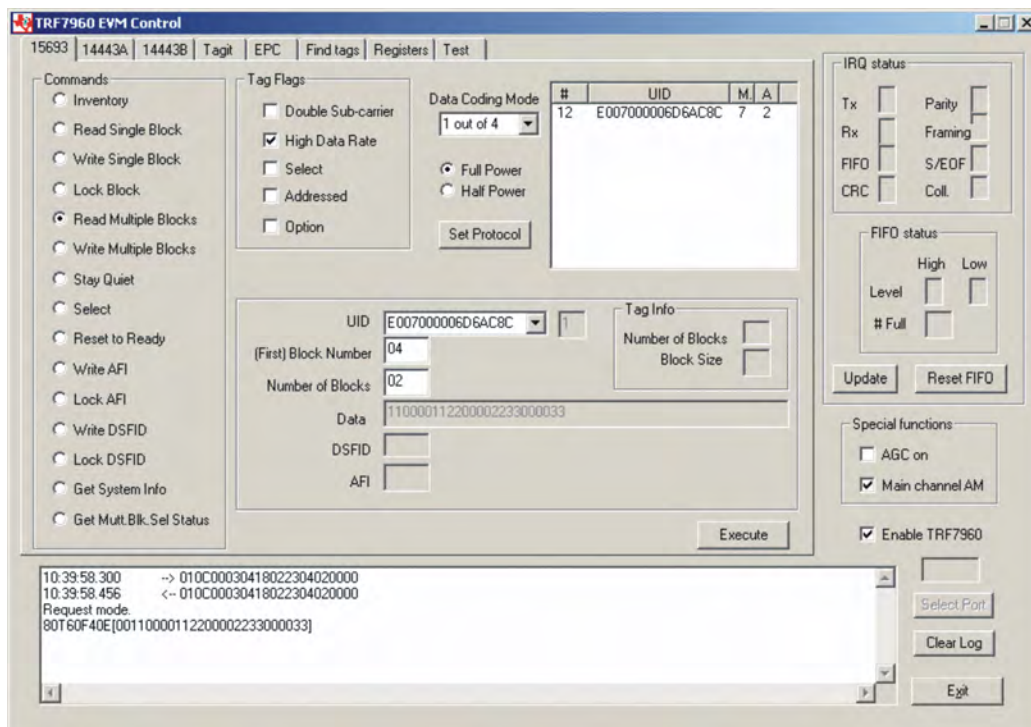 TRF7960 EVM Control
15693 14443A 14443B Tagit EPC Find tags Registers Test
Commands
Inventory
Read Single Block
Write Single Block
Lock Block
Read Multiple Blocks
Write Multiple Blocks
Stay Quiet
Select
Reset to Ready
Write AFI
Lock AFI
Write DSFID
Lock DSFID
Get System Info
Get Mutt.Blk.Sel Status
Tag Flags
Double Sub-carrier
High Data Rate
Select
Addressed
Option
Data Coding Mode
1 out of 4
Full Power
Half Power
Set Protocol
# UID M. A
12 E007000006D6AC8C 7 2
UID E007000006D6AC8C 1
(First) Block Number 04
Number of Blocks 02
Data 110000112200002233000033
DSFID
AFI
Tag Info
Number of Blocks
Block Size
Execute
IRQ status
Tx Parity
Rx Framing
FIFO S/EOF
CRC Coll.
FIFO status
High Low
Level
# Full
Update Reset FIFO
Special functions
AGC on
Main channel AM
Enable TRF7960
Select Port
Clear Log
Exit
10:39:58.300 --> 010C00030418022304020000
10:39:58.456 <-- 010C00030418022304020000
Request mode.
80T60F40E[00110000112200002233000033]